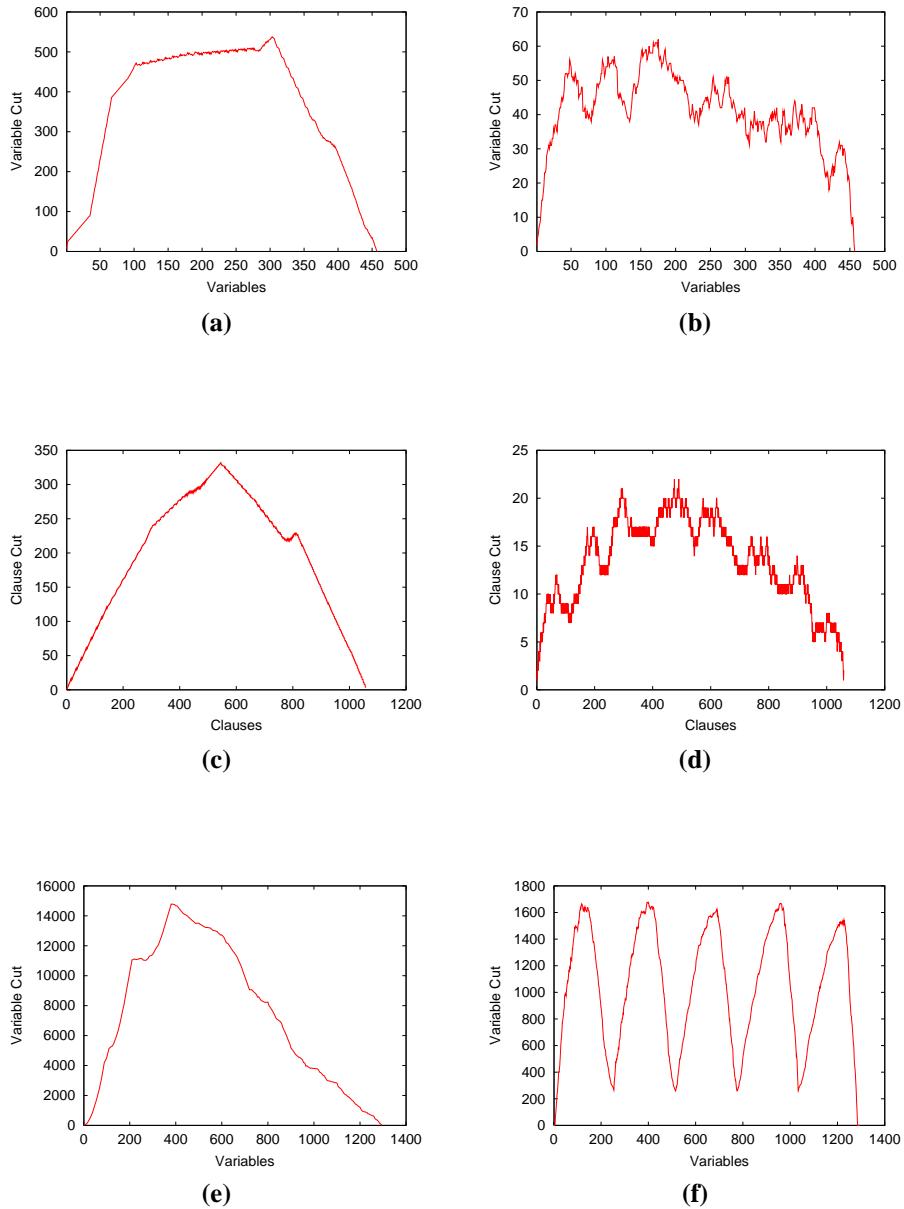 600
500
400
300
200
100
0
Variable Cut
50 100 150 200 250 300 350 400 450 500
Variables
(a)
70
60
50
40
30
20
10
0
Variable Cut
50 100 150 200 250 300 350 400 450 500
Variables
(b)
350
300
250
200
150
100
50
0
Clause Cut
0 200 400 600 800 1000 1200
Clauses
(c)
25
20
15
10
5
0
Clause Cut
0 200 400 600 800 1000 1200
Clauses
(d)
16000
14000
12000
10000
8000
6000
4000
2000
0
Variable Cut
0 200 400 600 800 1000 1200 1400
Variables
(e)
1800
1600
1400
1200
1000
800
600
400
200
0
Variable Cut
0 200 400 600 800 1000 1200 1400
Variables
(f)